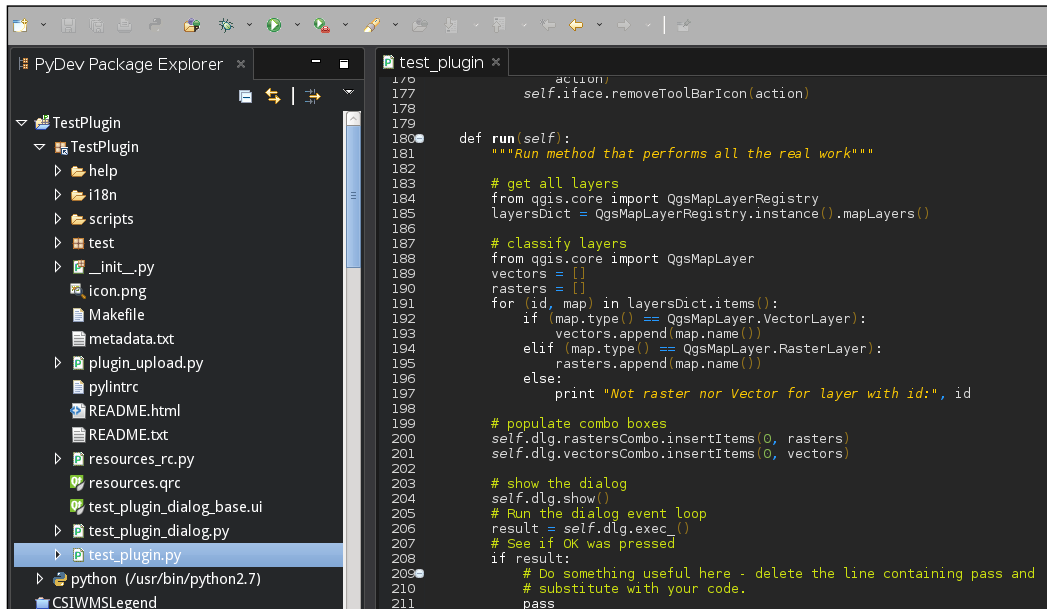 PyDev Package Explorer
TestPlugin
TestPlugin
help
i18n
scripts
test
__init__.py
icon.png
Makefile
metadata.txt
plugin_upload.py
pylintrc
README.html
README.txt
resources_rc.py
resources.qrc
test_plugin_dialog_base.ui
test_plugin_dialog.py
test_plugin.py
python (/usr/bin/python2.7)
CSIWMSLegend
test_plugin
176 action)
177 self.iface.removeToolBarIcon(action)
178
179
180 def run(self):
181 """Run method that performs all the real work"""
182
183 # get all layers
184 from qgis.core import QgsMapLayerRegistry
185 layersDict = QgsMapLayerRegistry.instance().mapLayers()
186
187 # classify layers
188 from qgis.core import QgsMapLayer
189 vectors = []
190 rasters = []
191 for (id, map) in layersDict.items():
192 if (map.type() == QgsMapLayer.VectorLayer):
193 vectors.append(map.name())
194 elif (map.type() == QgsMapLayer.RasterLayer):
195 rasters.append(map.name())
196 else:
197 print "Not raster nor Vector for layer with id:", id
198
199 # populate combo boxes
200 self.dlg.rastersCombo.insertItems(0, rasters)
201 self.dlg.vectorsCombo.insertItems(0, vectors)
202
203 # show the dialog
204 self.dlg.show()
205 # Run the dialog event loop
206 result = self.dlg.exec_()
207 # See if OK was pressed
208 if result:
209 # Do something useful here - delete the line containing pass and
210 # substitute with your code.
211 pass